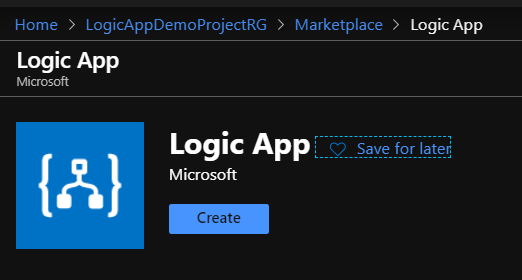 Home > LogicAppDemoProjectRG > Marketplace > Logic App
Logic App
Microsoft
Logic App
Save for later
Microsoft
Create